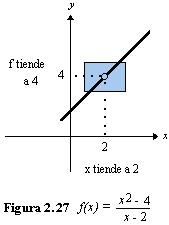 y
f tiende
a 4
4
x
2
x tiende a 2
Figura 2.27 f(x) = x2 - 4
x - 2